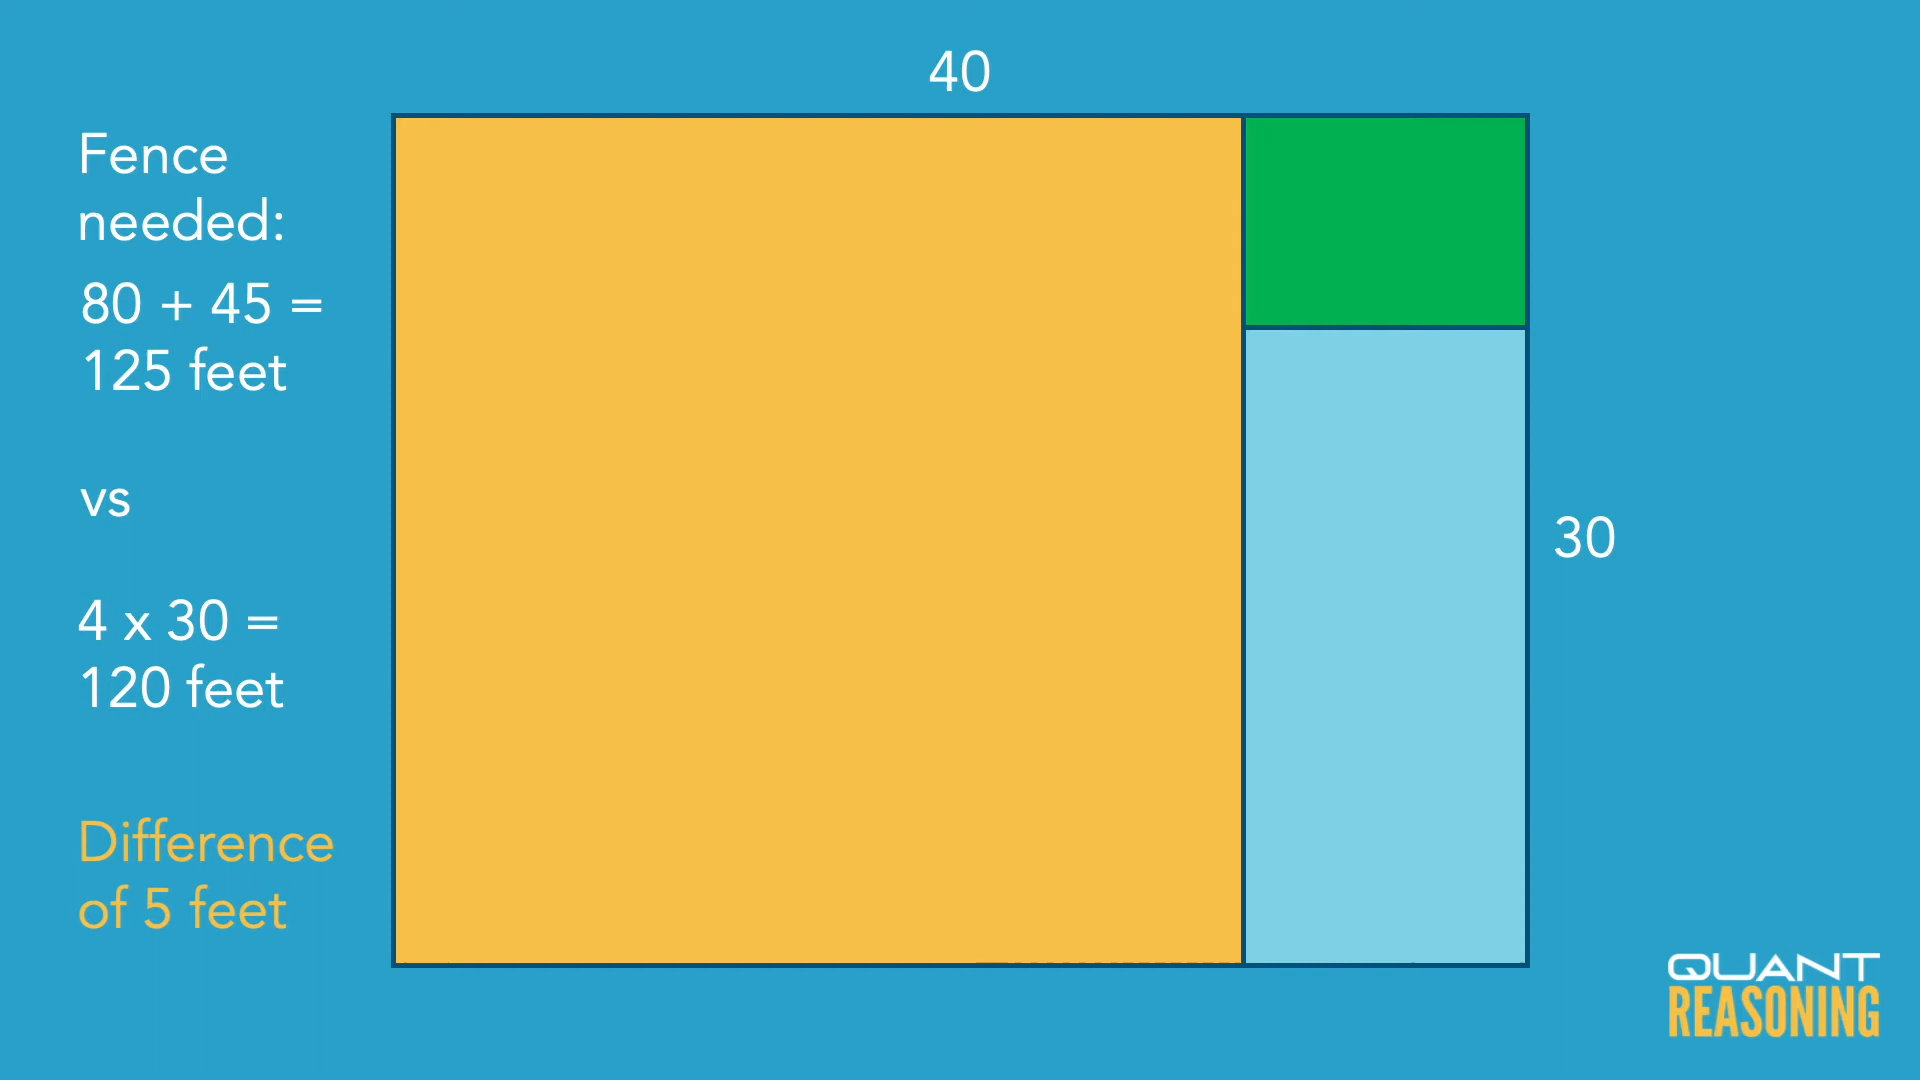 40
Fence
needed:
80 + 45 =
125 feet
vs
30
4 x 30 =
120 feet
Difference
of 5 feet
QUANT
REASONING